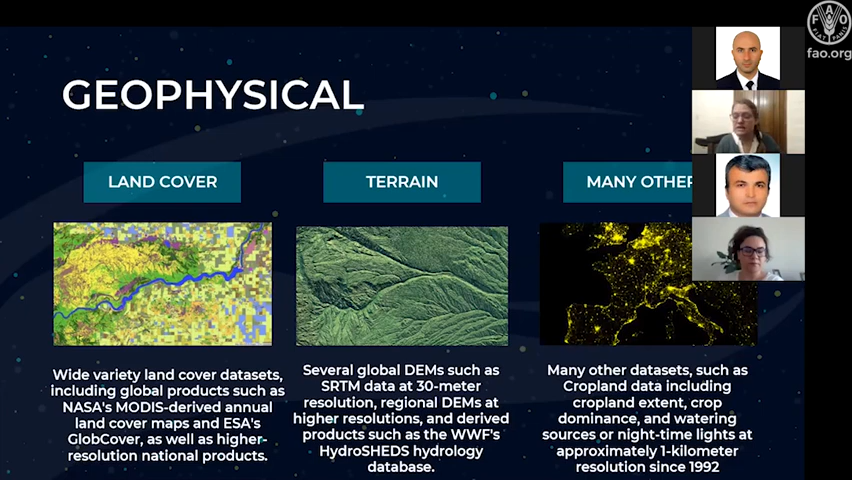 GEOPHYSICAL
LAND COVER
TERRAIN
MANY OTHER
Wide variety land cover datasets,
including global products such as
NASA's MODIS-derived annual
land cover maps and ESA's
GlobCover, as well as higher-
resolution national products.
Several global DEMs such as
SRTM data at 30-meter
resolution, regional DEMs at
higher resolutions, and derived
products such as the WWF's
HydroSHEDS hydrology
database.
Many other datasets, such as
Cropland data including
cropland extent, crop
dominance, and watering
sources or night-time lights at
approximately 1-kilometer
resolution since 1992
FAO
FIAT PANIS
fao.org